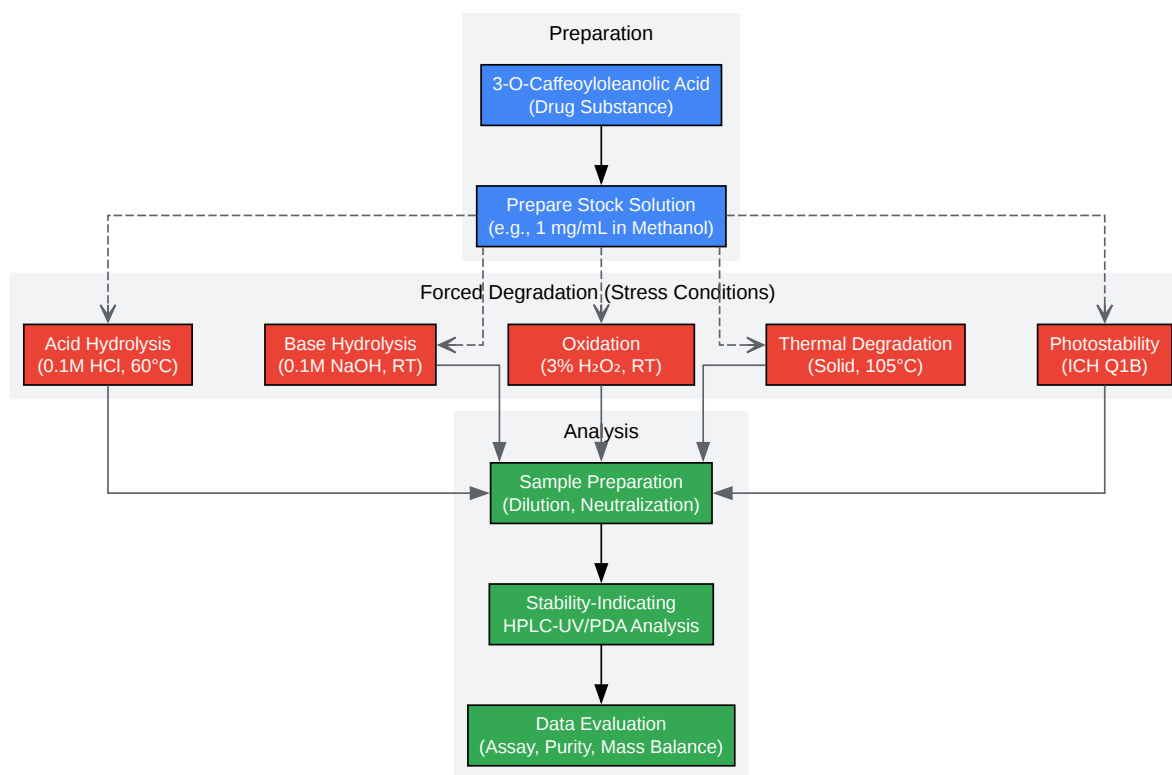 Preparation
3-O-Caffeoyloleanolic Acid
(Drug Substance)
Prepare Stock Solution
(e.g., 1 mg/mL in Methanol)
Forced Degradation (Stress Conditions)
Acid Hydrolysis
(0.1M HCl, 60°C)
Base Hydrolysis
(0.1M NaOH, RT)
Oxidation
(3% H₂O₂, RT)
Thermal Degradation
(Solid, 105°C)
Photostability
(ICH Q1B)
Analysis
Sample Preparation
(Dilution, Neutralization)
Stability-Indicating
HPLC-UV/PDA Analysis
Data Evaluation
(Assay, Purity, Mass Balance)